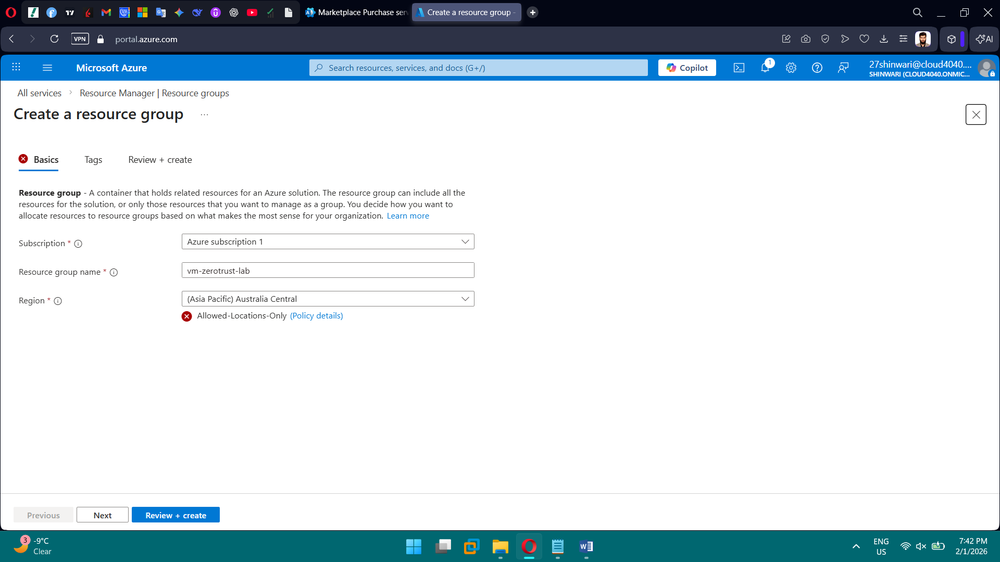 Marketplace Purchase ser
Create a resource group -
VPN
portal.azure.com
AI
Microsoft Azure
Search resources, services, and docs (G+/)
Copilot
1
27shinwari@cloud4040....
SHINWARI (CLOUD4040.ONMIC...
All services > Resource Manager | Resource groups
Create a resource group ...
Basics
Tags
Review + create
Resource group - A container that holds related resources for an Azure solution. The resource group can include all the
resources for the solution, or only those resources that you want to manage as a group. You decide how you want to
allocate resources to resource groups based on what makes the most sense for your organization. Learn more
Subscription *
Azure subscription 1
Resource group name *
vm-zerotrust-lab
Region *
(Asia Pacific) Australia Central
Allowed-Locations-Only (Policy details)
Previous
Next
Review + create
3
-9°C
Clear
ENG
US
7:42 PM
2/1/2026